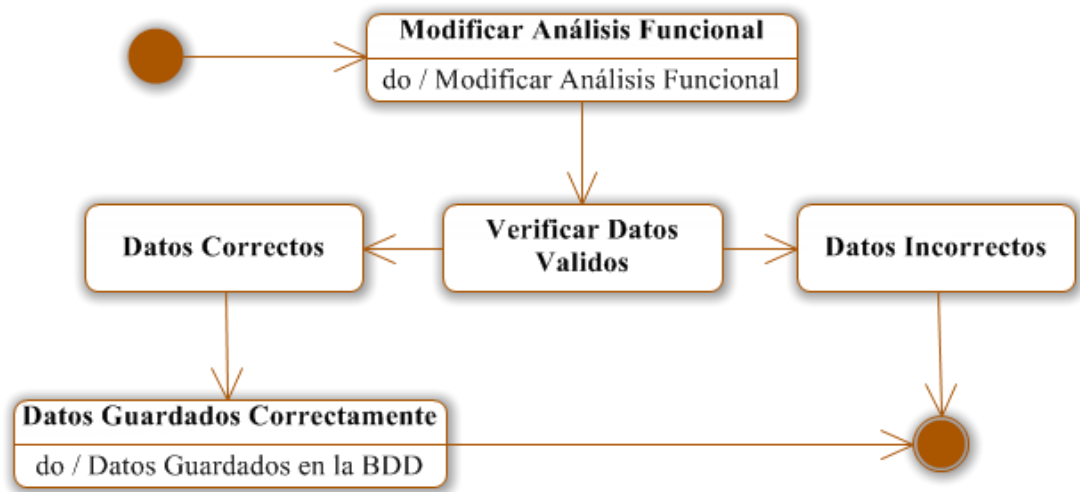 Modificar Análisis Funcional
do / Modificar Análisis Funcional
Datos Correctos
Verificar Datos
Validos
Datos Incorrectos
Datos Guardados Correctamente
do / Datos Guardados en la BDD